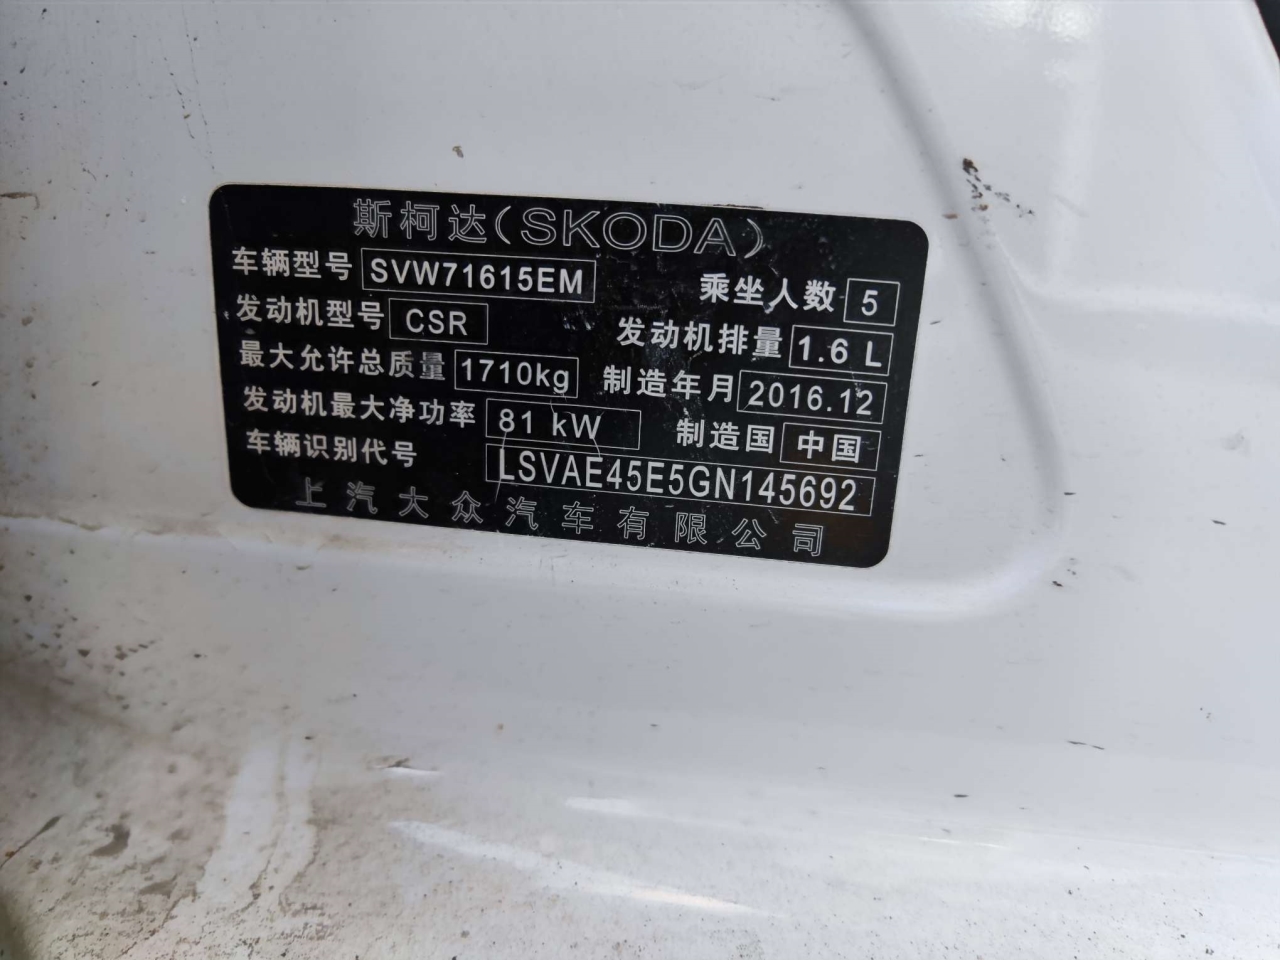 斯柯达(SKODA)
车辆型号 SVW71615EM 乘坐人数 5
发动机型号 CSR 发动机排量 1.6 L
最大允许总质量 1710kg 制造年月 2016.12
发动机最大净功率 81 kW 制造国 中国
车辆识别代号 LSVAE45E5GN145692
上汽大众汽车有限公司